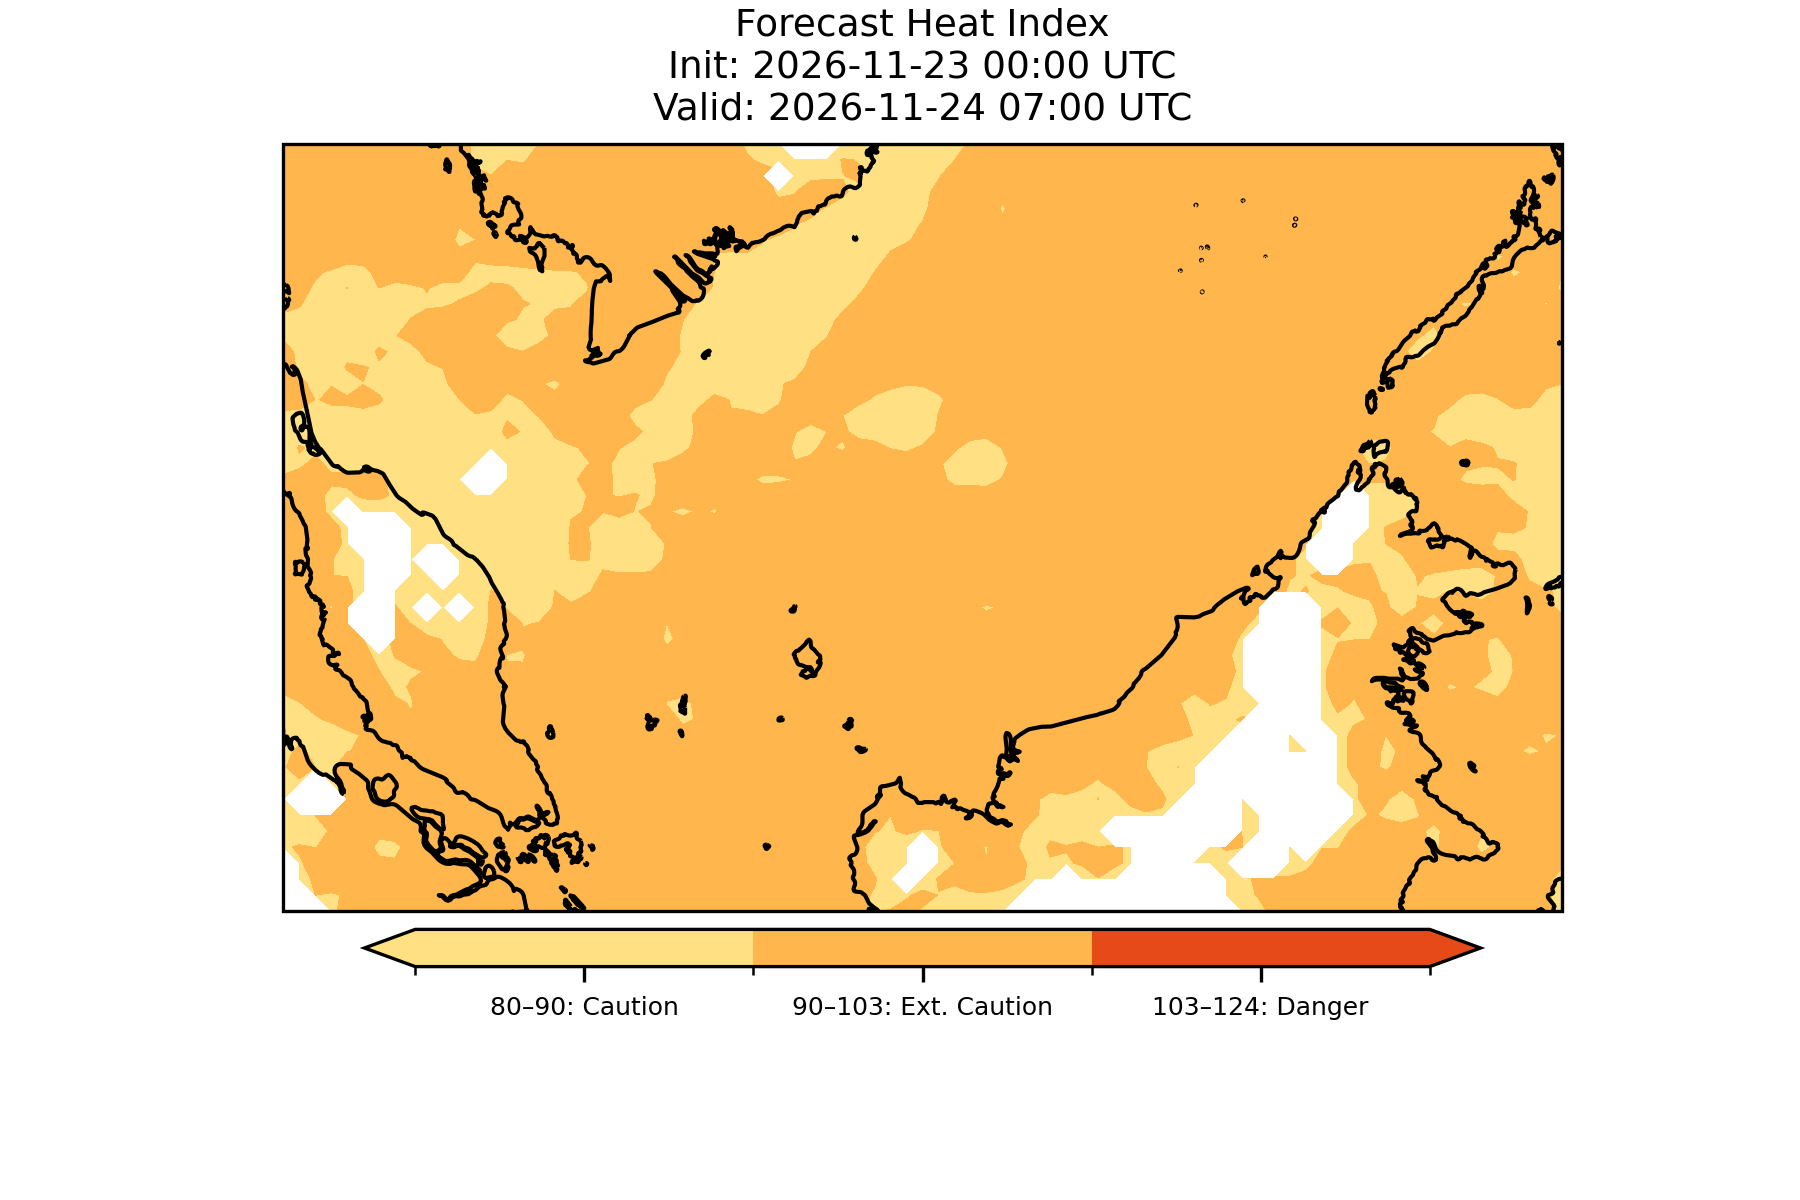 Forecast Heat Index
Init: 2026-11-23 00:00 UTC
Valid: 2026-11-24 07:00 UTC
80–90: Caution
90–103: Ext. Caution
103–124: Danger